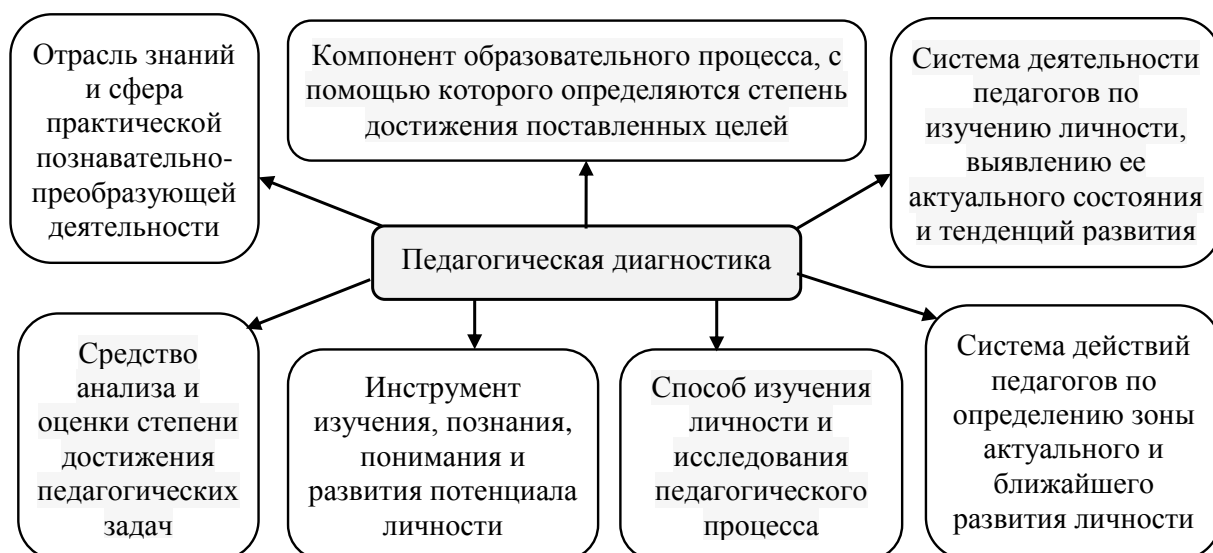 Отрасль знаний
и сфера
практической
познавательно-
преобразующей
деятельности
Компонент образовательного процесса, с
помощью которого определяются степень
достижения поставленных целей
Система деятельности
педагогов по
изучению личности,
выявлению ее
актуального состояния
и тенденций развития
Педагогическая диагностика
Средство
анализа и
оценки степени
достижения
педагогических
задач
Инструмент
изучения, познания,
понимания и
развития потенциала
личности
Способ изучения
личности и
исследования
педагогического
процесса
Система действий
педагогов по
определению зоны
актуального и
ближайшего
развития личности